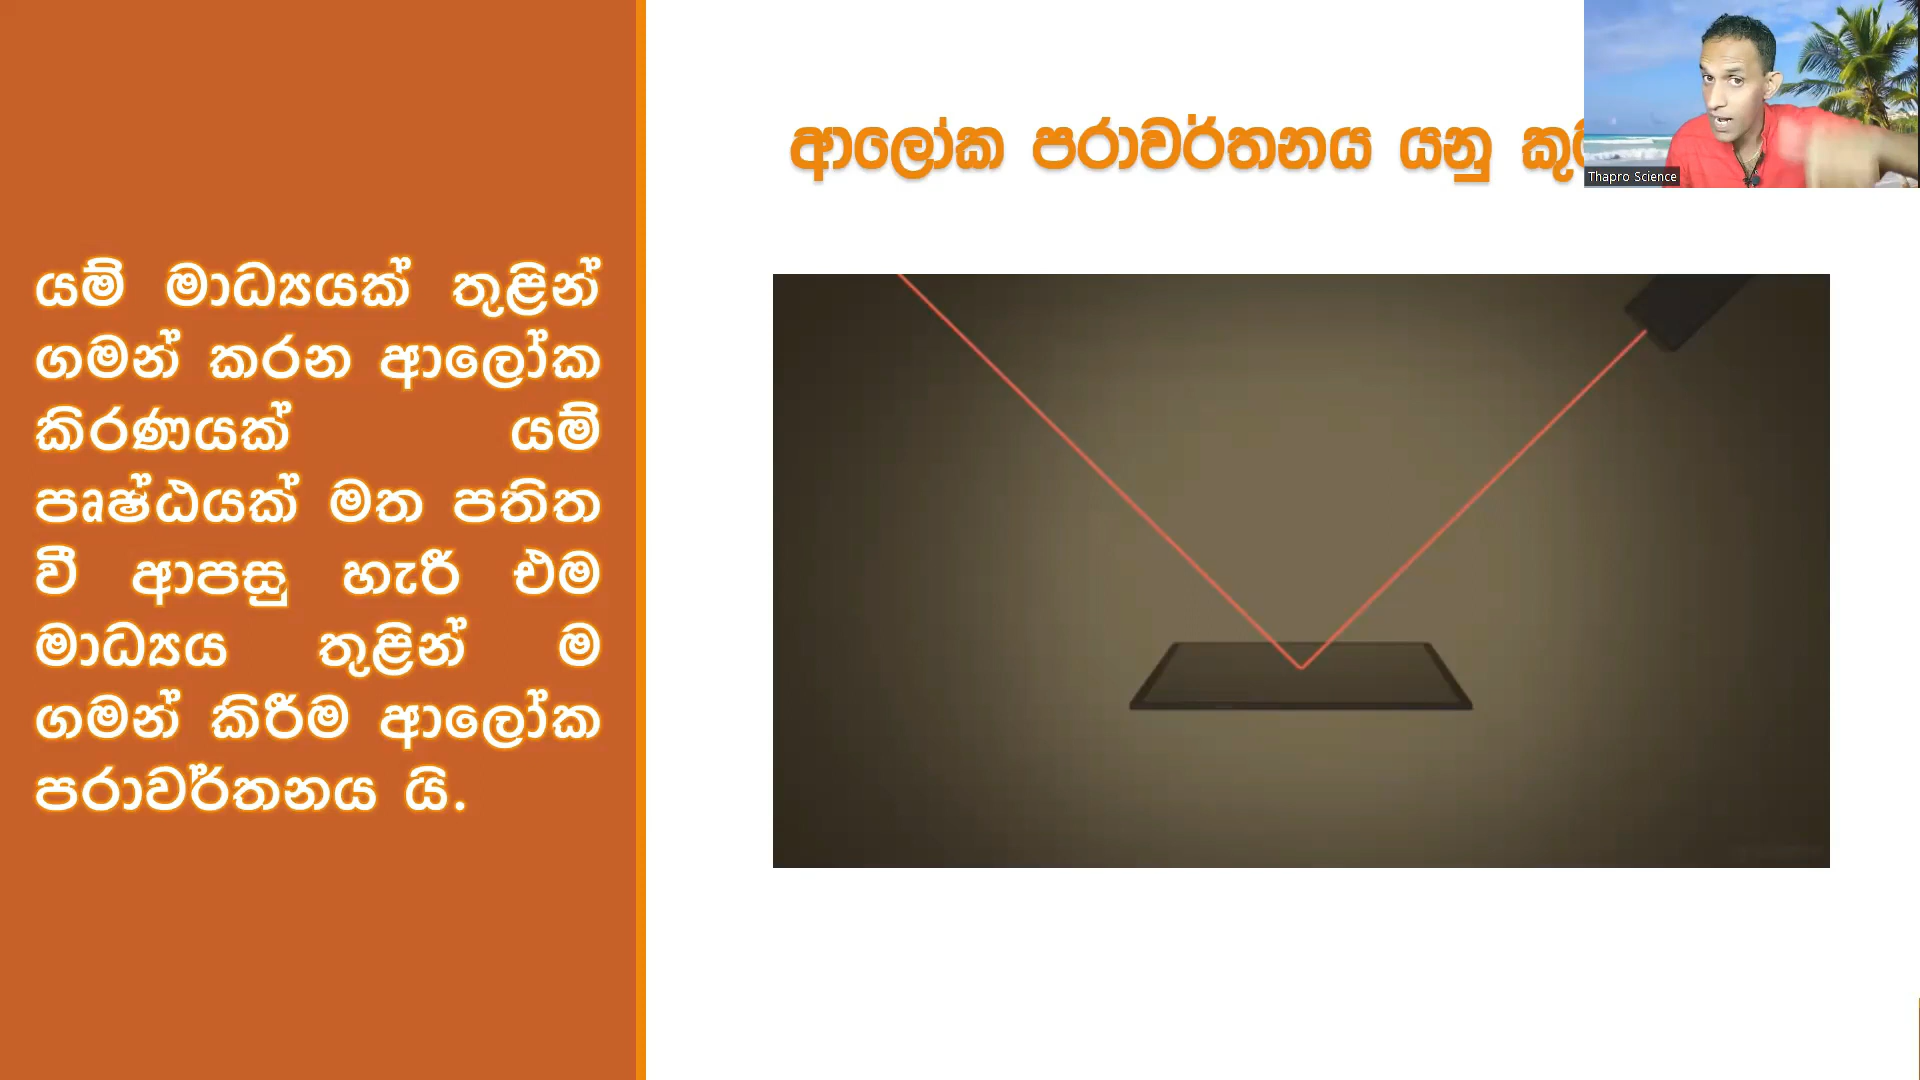 ආලෝක පරාවර්තනය යනු
Thapro Science
යම් මාධ්‍යයක් තුළින්
ගමන් කරන ආලෝක
කිරණයක් යම්
පෘෂ්ඨයක් මත පතිත
වී ආපසු හැරී එම
මාධ්‍යය තුළින් ම
ගමන් කිරීම ආලෝක
පරාවර්තනය යි.